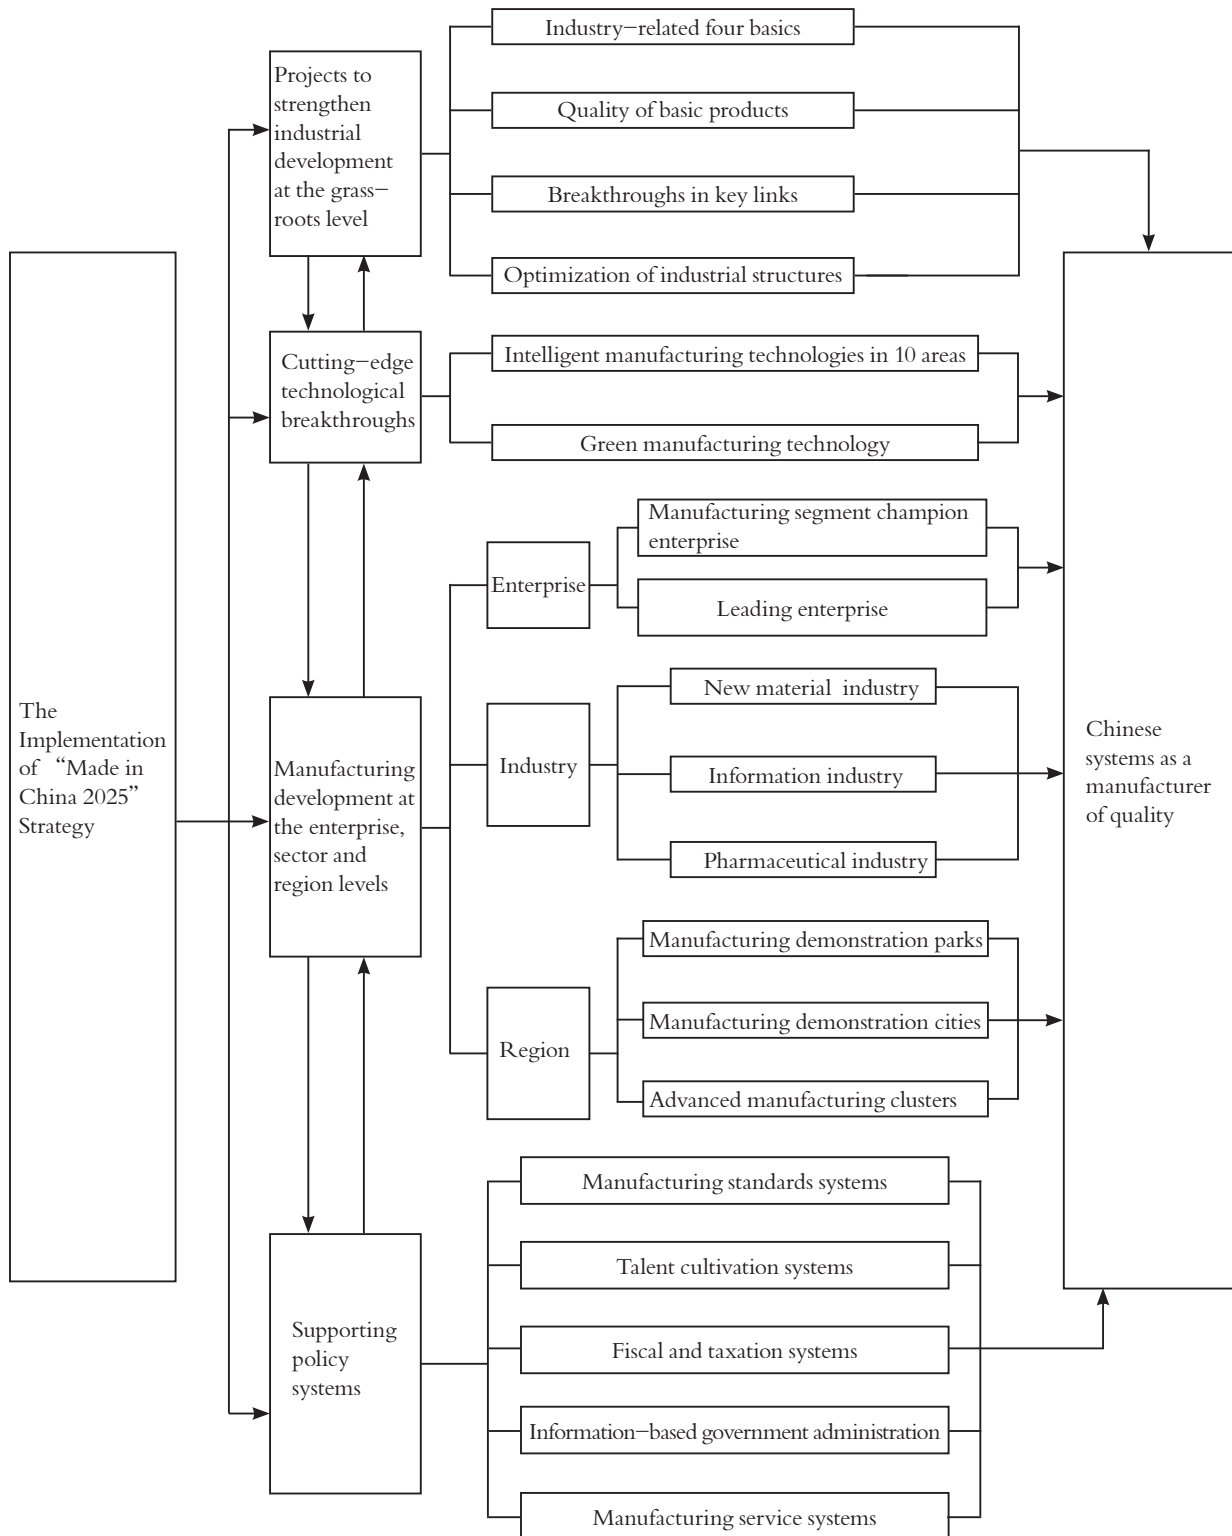 Industry−related four basics
Projects to
strengthen
industrial
development
at the grass−
roots level
Quality of basic products
Breakthroughs in key links
Optimization of industrial structures
Cutting−edge
technological
breakthroughs
Intelligent manufacturing technologies in 10 areas
Green manufacturing technology
The
Implementation
of “Made in
China 2025”
Strategy
Manufacturing
development at
the enterprise,
sector and
region levels
Enterprise
Manufacturing segment champion
enterprise
Leading enterprise
Industry
New material industry
Information industry
Pharmaceutical industry
Region
Manufacturing demonstration parks
Manufacturing demonstration cities
Advanced manufacturing clusters
Chinese
systems as a
manufacturer
of quality
Supporting
policy
systems
Manufacturing standards systems
Talent cultivation systems
Fiscal and taxation systems
Information−based government administration
Manufacturing service systems